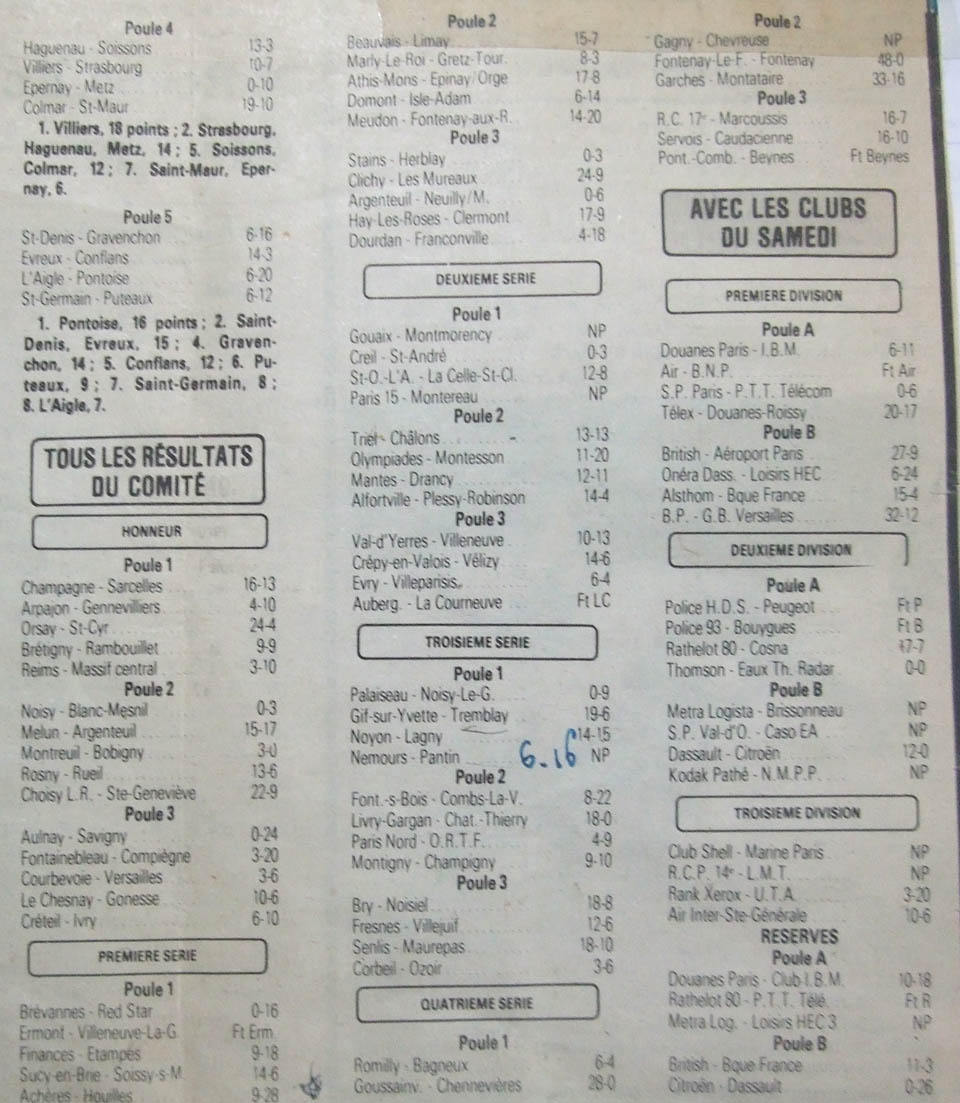 Poule 4
Haguenau - Soissons 13-3
Villiers - Strasbourg 10-7
Epernay - Metz 0-10
Colmar - St-Maur 19-10
1. Villiers, 18 points ; 2. Strasbourg,
Haguenau, Metz, 14 ; 5. Soissons,
Colmar, 12 ; 7. Saint-Maur, Eper-
nay, 6.
Poule 5
St-Denis - Gravenchon 6-16
Evreux - Conflans 14-3
L'Aigle - Pontoise 6-20
St-Germain - Puteaux 6-12
1. Pontoise, 16 points ; 2. Saint-
Denis, Evreux, 15 ; 4. Graven-
chon, 14 ; 5. Conflans, 12 ; 6. Pu-
teaux, 9 ; 7. Saint-Germain, 8 ;
8. L'Aigle, 7.
TOUS LES RÉSULTATS
DU COMITÉ
HONNEUR
Poule 1
Champagne - Sarcelles 16-13
Arpajon - Gennevilliers 4-10
Orsay - St-Cyr 24-4
Brétigny - Rambouillet 9-9
Reims - Massif central 3-10
Poule 2
Noisy - Blanc-Mesnil 0-3
Melun - Argenteuil 15-17
Montreuil - Bobigny 3-0
Rosny - Rueil 13-6
Choisy L.R. - Ste-Geneviève 22-9
Poule 3
Aulnay - Savigny 0-24
Fontainebleau - Compiègne 3-20
Courbevoie - Versailles 3-6
Le Chesnay - Gonesse 10-6
Créteil - Ivry 6-10
PREMIERE SERIE
Poule 1
Brévannes - Red Star 0-16
Ermont - Villeneuve-La-G. Ft Erm.
Finances - Etampes 9-18
Sucy-en-Brie - Soissy-s-M. 14-6
Achères - Houilles 9-28
Poule 2
Beauvais - Limay 15-7
Marly-Le-Roi - Gretz-Tour. 8-3
Athis-Mons - Epinay/Orge 17-8
Domont - Isle-Adam 6-14
Meudon - Fontenay-aux-R. 14-20
Poule 3
Stains - Herblay 0-3
Clichy - Les Mureaux 24-9
Argenteuil - Neuilly/M. 0-6
Hay-Les-Roses - Clermont 17-9
Dourdan - Franconville 4-18
DEUXIEME SERIE
Poule 1
Gouaix - Montmorency NP
Creil - St-André 0-3
St-O.-L'A. - La Celle-St-Cl. 12-8
Paris 15 - Montereau NP
Poule 2
Triel - Châlons 13-13
Olympiades - Montesson 11-20
Mantes - Drancy 12-11
Alfortville - Plessy-Robinson 14-4
Poule 3
Val-d'Yerres - Villeneuve 10-13
Crépy-en-Valois - Vélizy 14-6
Evry - Villeparisis 6-4
Auberg. - La Courneuve Ft LC
TROISIEME SERIE
Poule 1
Palaiseau - Noisy-Le-G. 0-9
Gif-sur-Yvette - Tremblay 19-6
Noyon - Lagny 14-15
Nemours - Pantin 6.16 NP
Poule 2
Font.-s-Bois - Combs-La-V. 8-22
Livry-Gargan - Chat.-Thierry 18-0
Paris Nord - O.R.T.F. 4-9
Montigny - Champigny 9-10
Poule 3
Bry - Noisiel 18-8
Fresnes - Villejuif 12-6
Senlis - Maurepas 18-10
Corbeil - Ozoir 3-6
QUATRIEME SERIE
Poule 1
Romilly - Bagneux 6-4
Goussainv. - Chennevières 28-0
Poule 2
Gagny - Chevreuse NP
Fontenay-Le-F. - Fontenay 48-0
Garches - Montataire 33-16
Poule 3
R.C. 17e - Marcoussis 16-7
Servois - Caudacienne 16-10
Pont.-Comb. - Beynes Ft Beynes
AVEC LES CLUBS
DU SAMEDI
PREMIERE DIVISION
Poule A
Douanes Paris - I.B.M. 6-11
Air - B.N.P. Ft Air
S.P. Paris - P.T.T. Télécom 0-6
Télex - Douanes-Roissy 20-17
Poule B
British - Aéroport Paris 27-9
Onéra Dass. - Loisirs HEC 6-24
Alsthom - Bque France 15-4
B.P. - G.B. Versailles 32-12
DEUXIEME DIVISION
Poule A
Police H.D.S. - Peugeot Ft P
Police 93 - Bouygues Ft B
Rathelot 80 - Cosna 47-7
Thomson - Eaux Th. Radar 0-0
Poule B
Metra Logista - Brissonneau NP
S.P. Val-d'O. - Caso EA NP
Dassault - Citroën 12-0
Kodak Pathé - N.M.P.P. NP
TROISIEME DIVISION
Club Shell - Marine Paris NP
R.C.P. 14e - L.M.T. NP
Rank Xerox - U.T.A. 3-20
Air Inter-Ste-Générale 10-6
RESERVES
Poule A
Douanes Paris - Club I.B.M. 10-18
Rathelot 80 - P.T.T. Télé. Ft R
Metra Log. - Loisirs HEC 3 NP
Poule B
British - Bque France 11-3
Citroën - Dassault 0-26